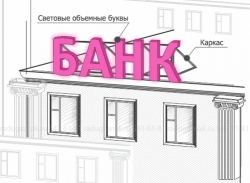 Световые объемные буквы
Каркас
БАНК